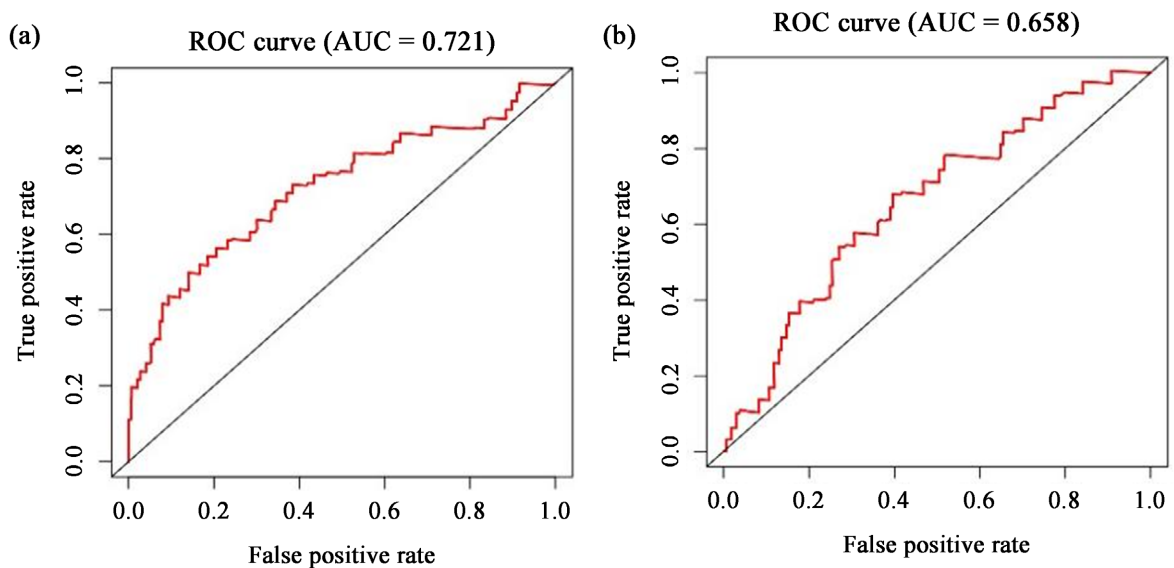 (a)
ROC curve (AUC = 0.721)
True positive rate
1.0
0.8
0.6
0.4
0.2
0.0
0.0 0.2 0.4 0.6 0.8 1.0
False positive rate
(b)
ROC curve (AUC = 0.658)
True positive rate
1.0
0.8
0.6
0.4
0.2
0.0
0.0 0.2 0.4 0.6 0.8 1.0
False positive rate